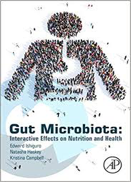 Gut Microbiota:
Interactive Effects on Nutrition and Health
Edward Ishiguro
Natasha Haskey
Kristina Campbell